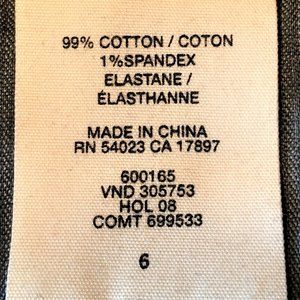 99% COTTON / COTON
1%SPANDEX
ELASTANE /
ÉLASTHANNE
MADE IN CHINA
RN 54023 CA 17897
600165
VND 305753
HOL 08
COMT 699533
6